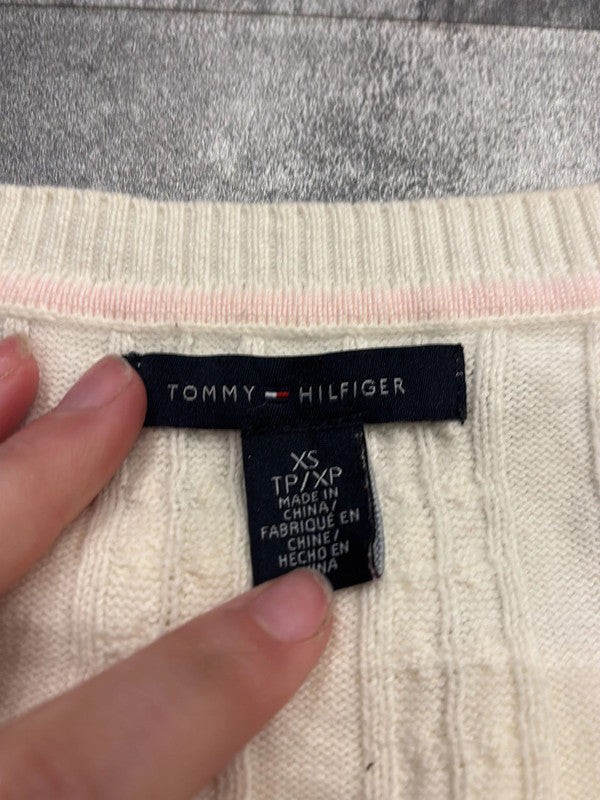 TOMMY HILFIGER
XS
TP/XP
MADE IN
CHINA/
FABRIQUÉ EN
CHINE/
HECHO EN